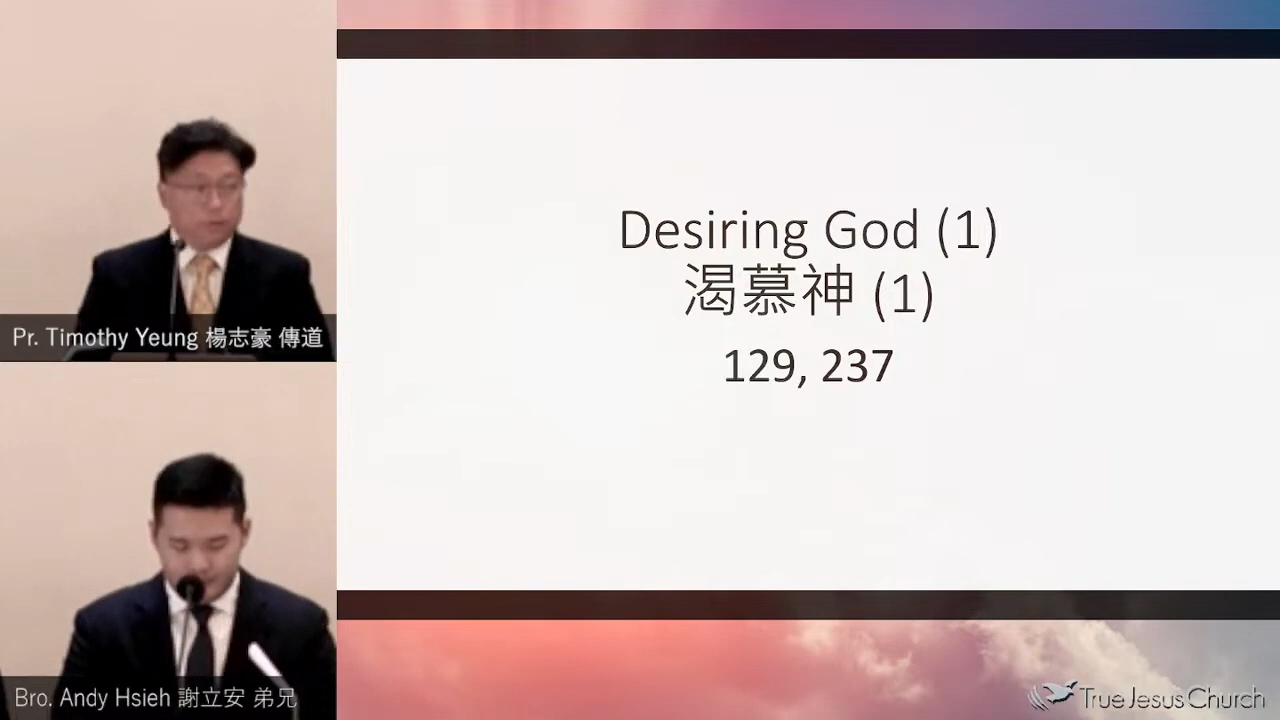 Desiring God (1)
渴慕神 (1)
129, 237
Pr. Timothy Yeung 楊志豪 傳道
Bro. Andy Hsieh 謝立安 弟兄
True Jesus Church